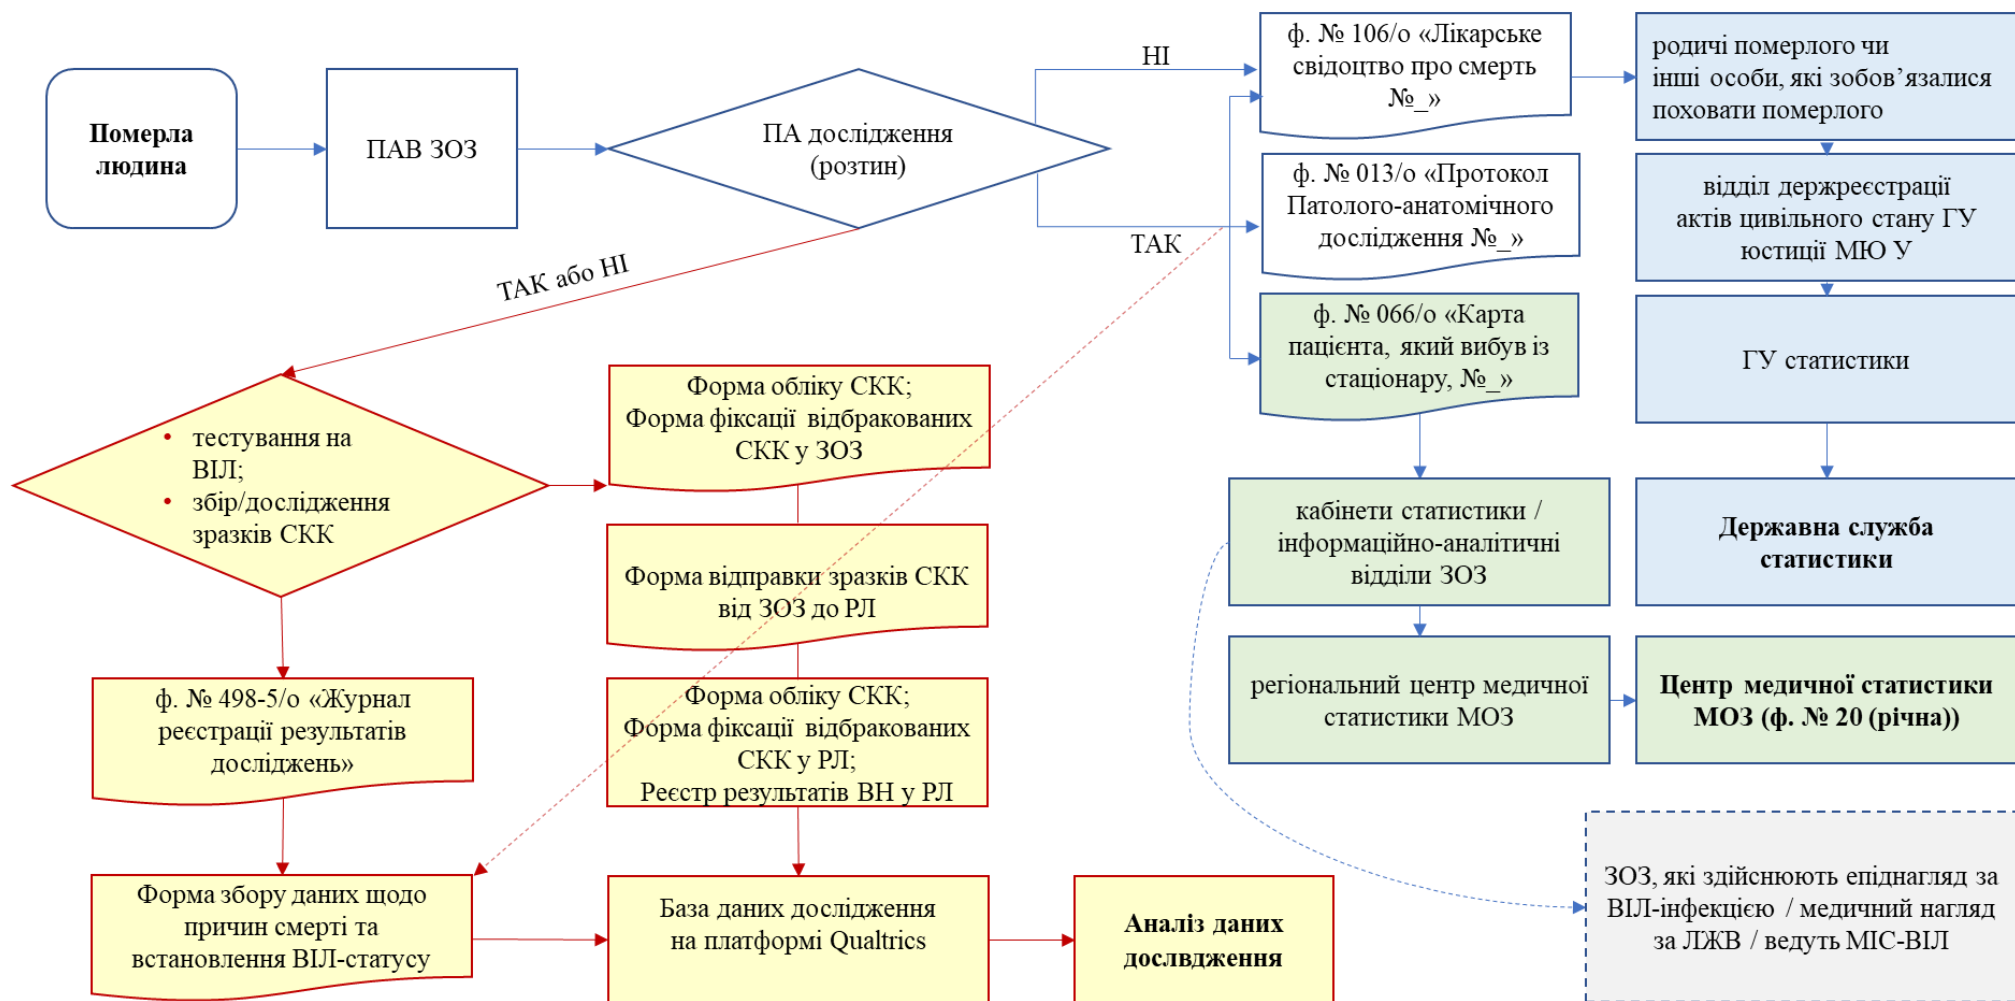 Померла
людина
ПАВ ЗОЗ
ПА дослідження
(розтин)
НІ
ТАК
ТАК або НІ
ф. № 106/о «Лікарське
свідоцтво про смерть
№_»
родичі померлого чи
інші особи, які зобов’язалися
поховати померлого
ф. № 013/о «Протокол
Патолого-анатомічного
дослідження №_»
відділ держреєстрації
актів цивільного стану ГУ
юстиції МЮ У
ф. № 066/о «Карта
пацієнта, який вибув із
стаціонару, №_»
ГУ статистики
кабінети статистики /
інформаційно-аналітичні
відділи ЗОЗ
Державна служба
статистики
регіональний центр медичної
статистики МОЗ
Центр медичної статистики
МОЗ (ф. № 20 (річна))
ЗОЗ, які здійснюють епіднагляд за
ВІЛ-інфекцією / медичний нагляд
за ЛЖВ / ведуть МІС-ВІЛ
• тестування на
ВІЛ;
• збір/дослідження
зразків СКК
Форма обліку СКК;
Форма фіксації відбракованих
СКК у ЗОЗ
Форма відправки зразків СКК
від ЗОЗ до РЛ
Форма обліку СКК;
Форма фіксації відбракованих
СКК у РЛ;
Реєстр результатів ВН у РЛ
ф. № 498-5/о «Журнал
реєстрації результатів
досліджень»
Форма збору даних щодо
причин смерті та
встановлення ВІЛ-статусу
База даних дослідження
на платформі Qualtrics
Аналіз даних
дослвдження